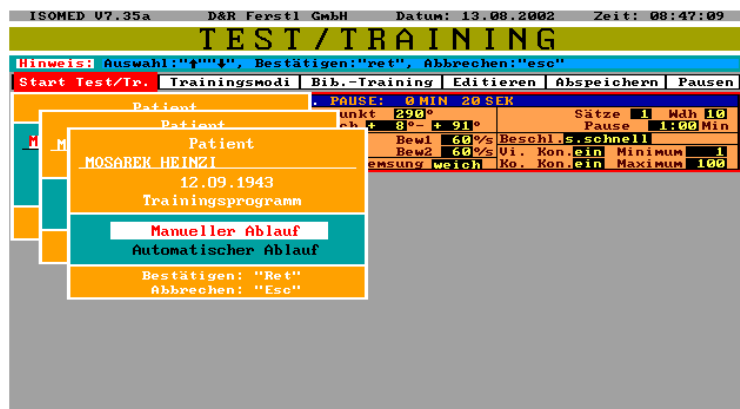 ISOMED V7.35a D&R Ferstl GmbH Datum: 13.08.2002 Zeit: 08:47:09
TEST/TRAINING
Hinweis: Auswahl:"↑""↓", Bestätigen:"ret", Abbrechen:"esc"
Start Test/Tr. Trainingsmodi Bib.-Training Editieren Abspeichern Pausen
. PAUSE: 0 MIN 20 SEK
unkt 290° Sätze 1 Wdh 10
ch + 8°- + 91° Pause 1:00 Min
Bew1 60°/s Beschl. s.schnell
Bew2 60°/s Vi. Kon. ein Minimum 1
emsung weich Ko. Kon. ein Maximum 100
Patient
Patient
M
M
Patient
MOSAREK HEINZI
12.09.1943
Trainingsprogramm
Manueller Ablauf
Automatischer Ablauf
Bestätigen: "Ret"
Abbrechen: "Esc"